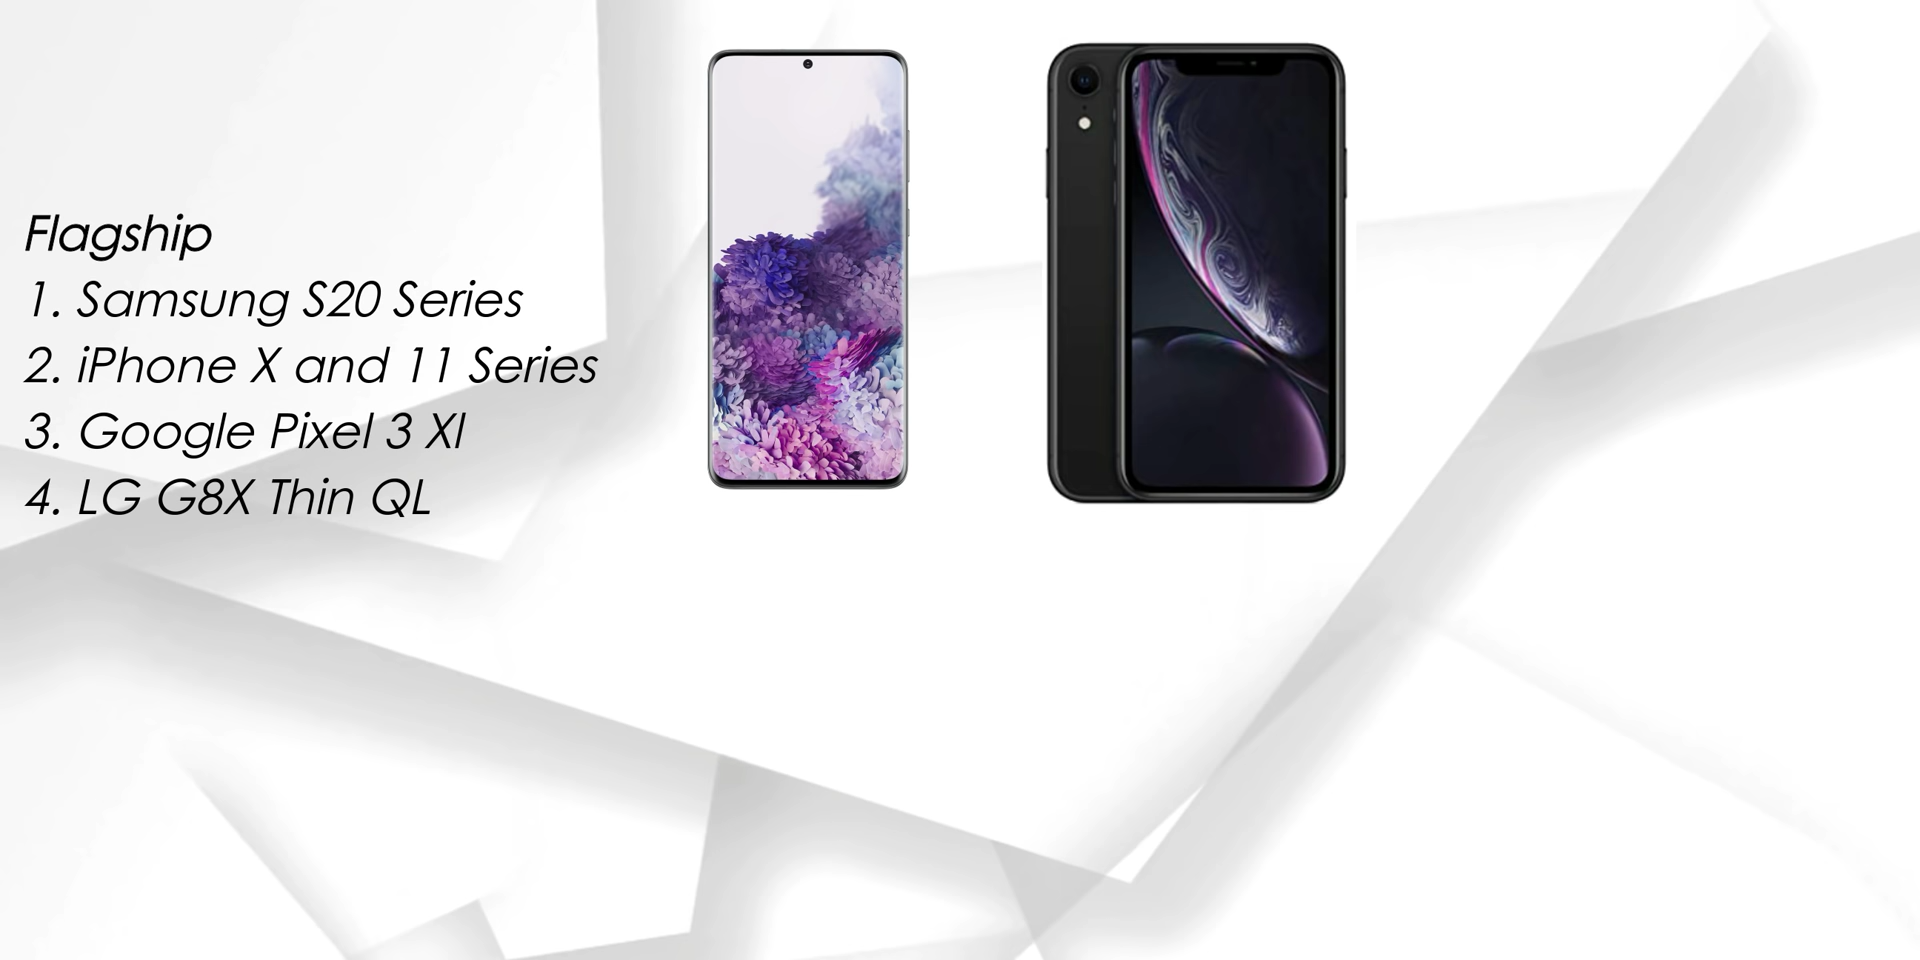 Flagship
1. Samsung S20 Series
2. iPhone X and 11 Series
3. Google Pixel 3 Xl
4. LG G8X Thin QL